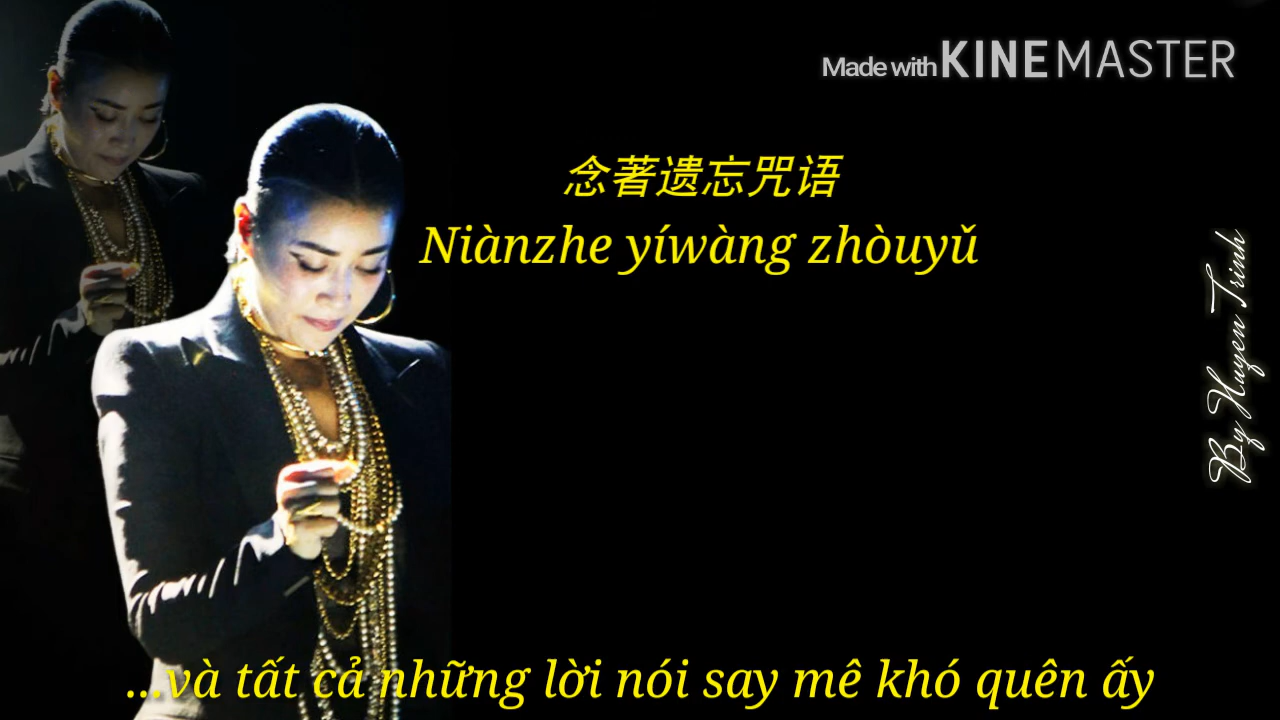 Made with KINEMASTER
念著遗忘咒语
Niànzhe yíwàng zhòuyǔ
By Huyen Trinh
...và tất cả những lời nói say mê khó quên ấy